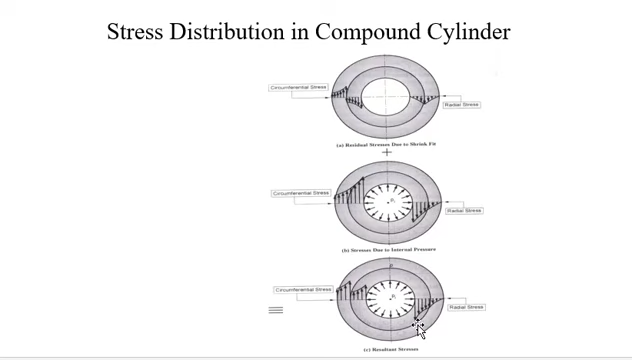 Stress Distribution in Compound Cylinder
Circumferential Stress
Radial Stress
(a) Residual Stresses Due to Shrink Fit
+
Circumferential Stress
Radial Stress
(b) Stresses Due to Internal Pressure
Circumferential Stress
Radial Stress
(c) Resultant Stresses